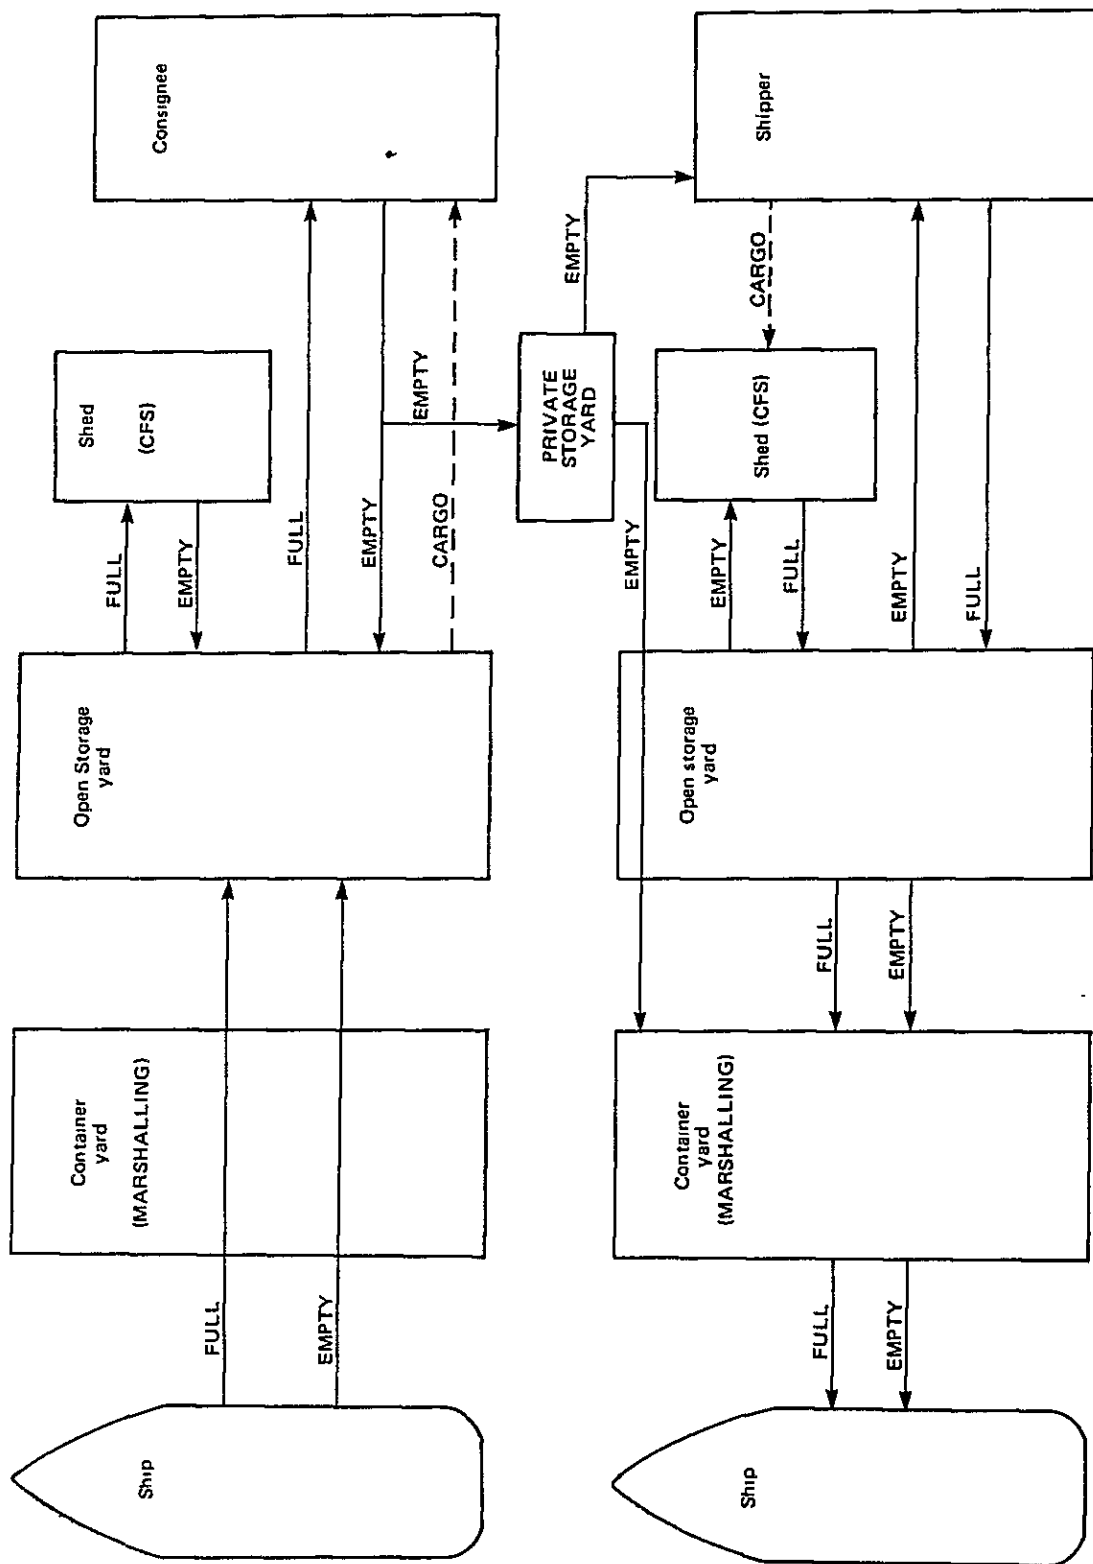 Ship
FULL
EMPTY
Container
yard
(MARSHALLING)
FULL
EMPTY
Open storage
yard
EMPTY
FULL
Shed (CFS)
CARGO
EMPTY
FULL
Shipper
Ship
FULL
EMPTY
Container
yard
(MARSHALLING)
Open Storage
yard
FULL
EMPTY
Shed
(CFS)
FULL
EMPTY
CARGO
Consignee
EMPTY
PRIVATE
STORAGE
YARD
EMPTY
EMPTY